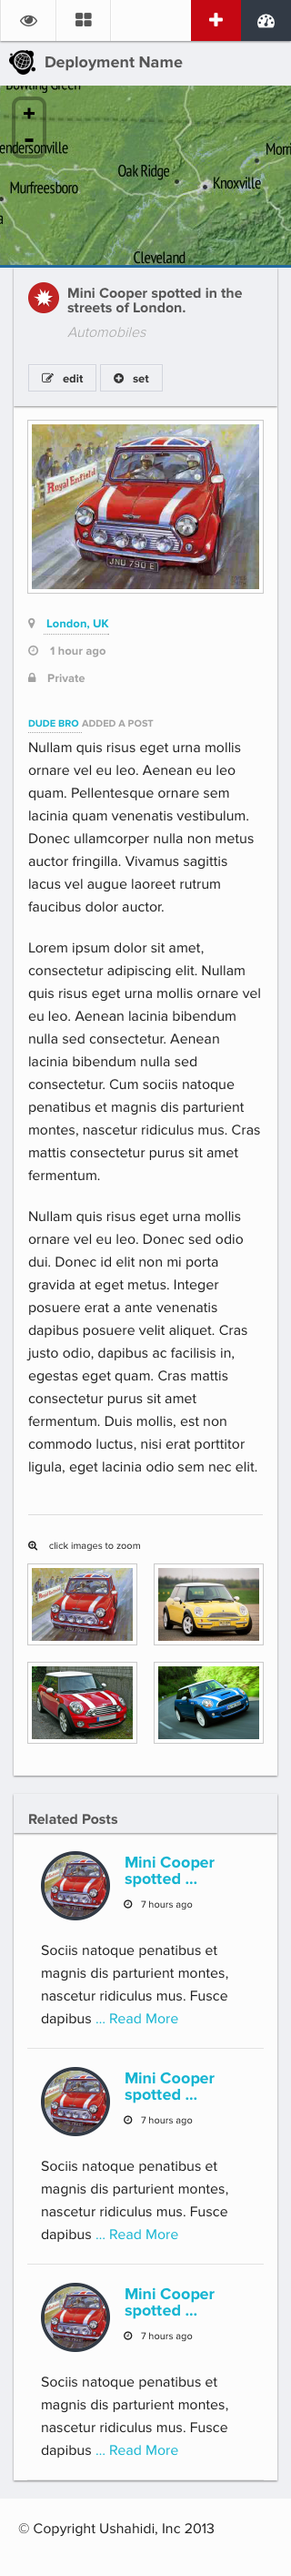 Deployment Name
Bowling Green
+
-
endersonville
Oak Ridge
Morri
Murfreesboro
Knoxville
a
Cleveland
Mini Cooper spotted in the
streets of London.
Automobiles
edit
set
Royal Enfield
JNU 790 E
London, UK
1 hour ago
Private
DUDE BRO ADDED A POST
Nullam quis risus eget urna mollis
ornare vel eu leo. Aenean eu leo
quam. Pellentesque ornare sem
lacinia quam venenatis vestibulum.
Donec ullamcorper nulla non metus
auctor fringilla. Vivamus sagittis
lacus vel augue laoreet rutrum
faucibus dolor auctor.
Lorem ipsum dolor sit amet,
consectetur adipiscing elit. Nullam
quis risus eget urna mollis ornare vel
eu leo. Aenean lacinia bibendum
nulla sed consectetur. Aenean
lacinia bibendum nulla sed
consectetur. Cum sociis natoque
penatibus et magnis dis parturient
montes, nascetur ridiculus mus. Cras
mattis consectetur purus sit amet
fermentum.
Nullam quis risus eget urna mollis
ornare vel eu leo. Donec sed odio
dui. Donec id elit non mi porta
gravida at eget metus. Integer
posuere erat a ante venenatis
dapibus posuere velit aliquet. Cras
justo odio, dapibus ac facilisis in,
egestas eget quam. Cras mattis
consectetur purus sit amet
fermentum. Duis mollis, est non
commodo luctus, nisi erat porttitor
ligula, eget lacinia odio sem nec elit.
click images to zoom
Related Posts
Mini Cooper
spotted ...
7 hours ago
Sociis natoque penatibus et
magnis dis parturient montes,
nascetur ridiculus mus. Fusce
dapibus ... Read More
Mini Cooper
spotted ...
7 hours ago
Sociis natoque penatibus et
magnis dis parturient montes,
nascetur ridiculus mus. Fusce
dapibus ... Read More
Mini Cooper
spotted ...
7 hours ago
Sociis natoque penatibus et
magnis dis parturient montes,
nascetur ridiculus mus. Fusce
dapibus ... Read More
© Copyright Ushahidi, Inc 2013